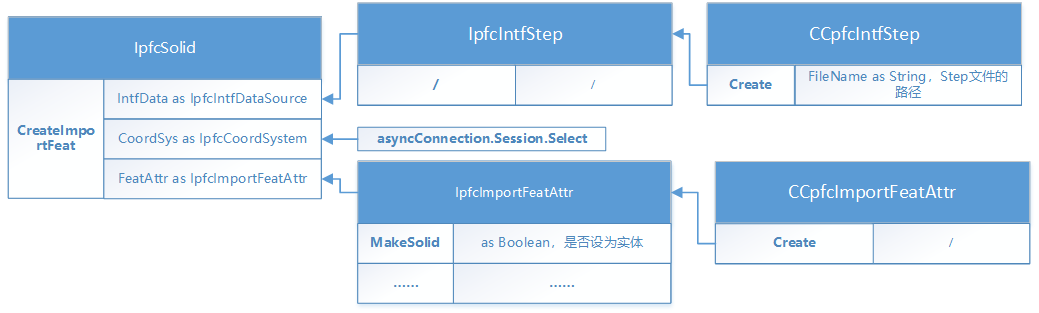 IpfcSolid
CreateImpo
rtFeat
IntfData as IpfcIntfDataSource
CoordSys as IpfcCoordSystem
FeatAttr as IpfcImportFeatAttr
IpfcIntfStep
/
/
CCpfcIntfStep
Create
FileName as String，Step文件的
路径
asyncConnection.Session.Select
IpfcImportFeatAttr
MakeSolid
as Boolean，是否设为实体
......
......
CCpfcImportFeatAttr
Create
/